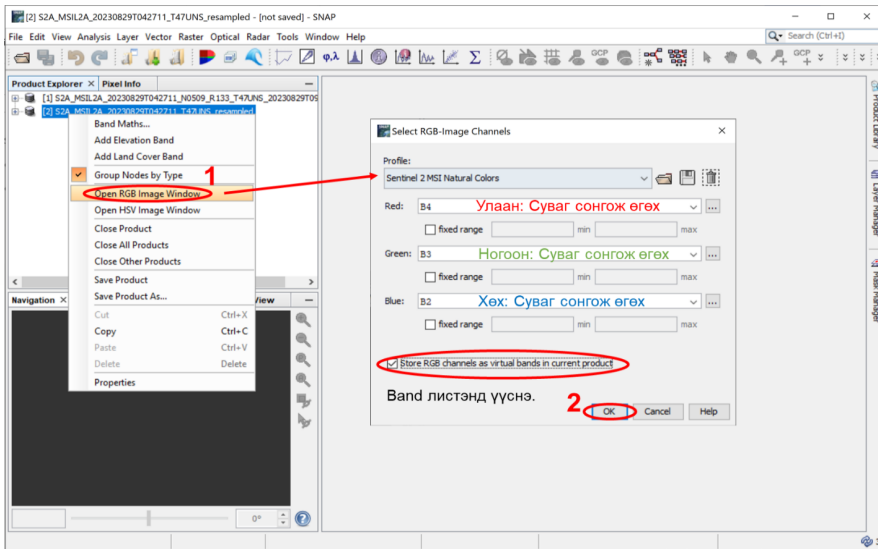 [2] S2A_MSIL2A_20230829T042711_T47UNS_resampled - [not saved] - SNAP
File Edit View Analysis Layer Vector Raster Optical Radar Tools Window Help
Search (Ctrl+I)
Product Explorer Pixel Info
[1] S2A_MSIL2A_20230829T042711_N0509_R133_T47UNS_20230829T09
[2] S2A_MSIL2A_20230829T042711_T47UNS_resampled
Band Maths...
Add Elevation Band
Add Land Cover Band
Group Nodes by Type
1
Open RGB Image Window
Open HSV Image Window
Close Product
Close All Products
Close Other Products
Save Product
Save Product As...
Cut Ctrl+X
Copy Ctrl+C
Paste Ctrl+V
Delete Delete
Properties
Navigation
View
0°
Select RGB-Image Channels
Profile:
Sentinel 2 MSI Natural Colors
Red: B4 Улаан: Суваг сонгож өгөх
fixed range min max
Green: B3 Ногоон: Суваг сонгож өгөх
fixed range min max
Blue: B2 Хөх: Суваг сонгож өгөх
fixed range min max
Store RGB channels as virtual bands in current product
Band листэнд үүснэ.
2 OK Cancel Help
Product Library
Layer Manager
Mask Manager
φ,λ
Σ
GCP
GCP